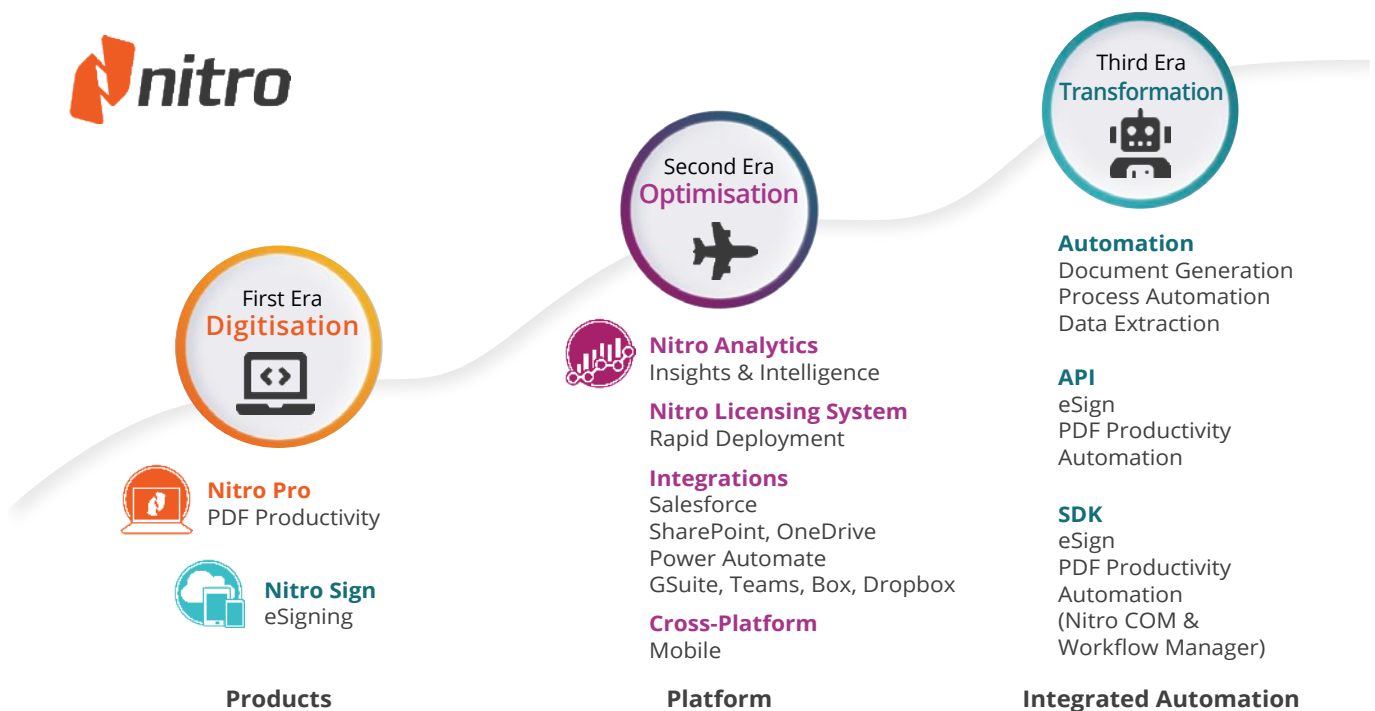 nitro
First Era
Digitisation
Nitro Pro
PDF Productivity
Nitro Sign
eSigning
Products
Second Era
Optimisation
Nitro Analytics
Insights & Intelligence
Nitro Licensing System
Rapid Deployment
Integrations
Salesforce
SharePoint, OneDrive
Power Automate
GSuite, Teams, Box, Dropbox
Cross-Platform
Mobile
Platform
Third Era
Transformation
Automation
Document Generation
Process Automation
Data Extraction
API
eSign
PDF Productivity
Automation
SDK
eSign
PDF Productivity
Automation
(Nitro COM &
Workflow Manager)
Integrated Automation